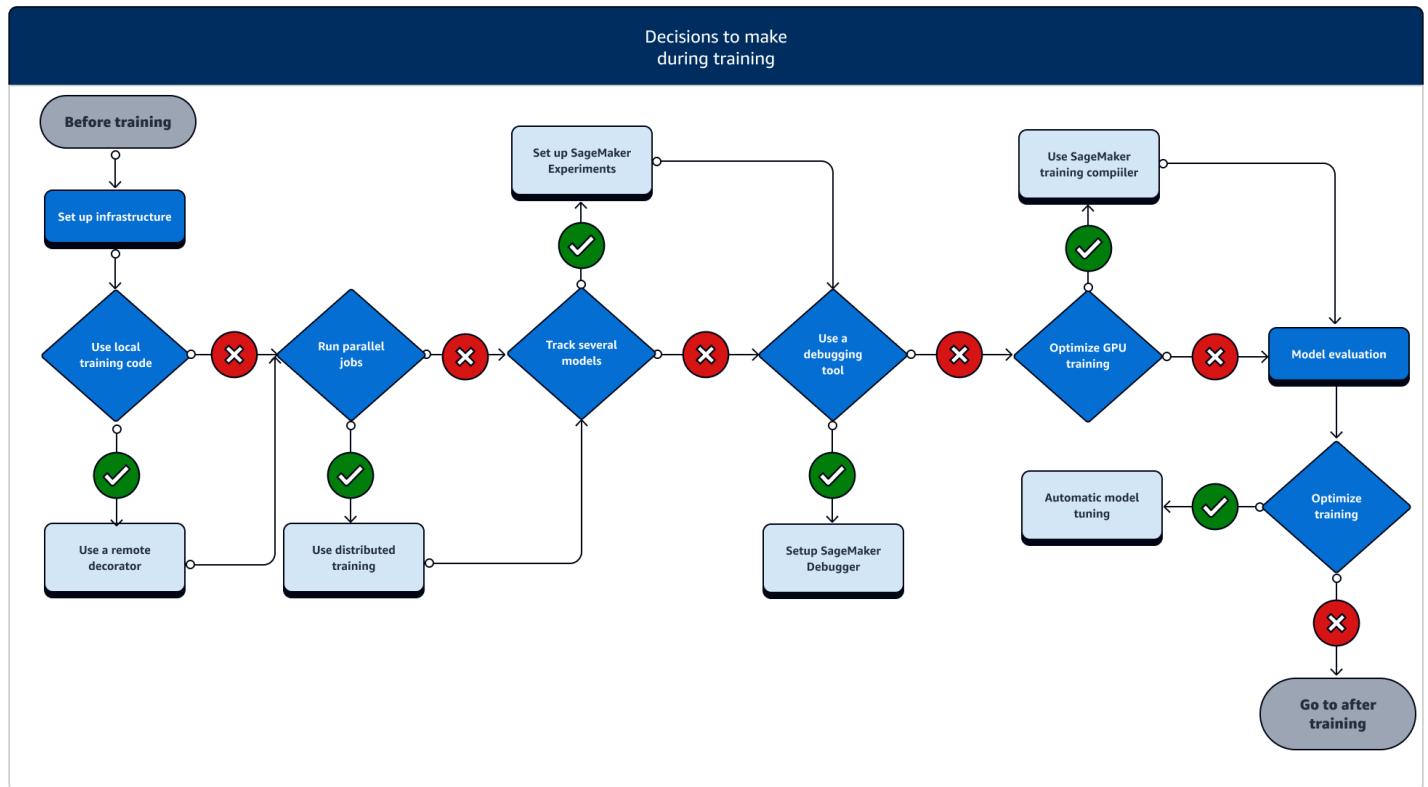 Decisions to make
during training
Before training
Set up infrastructure
Use local
training code
Use a remote
decorator
Run parallel
jobs
Use distributed
training
Set up SageMaker
Experiments
Track several
models
Use a
debugging
tool
Setup SageMaker
Debugger
Use SageMaker
training compiiler
Optimize GPU
training
Model evaluation
Automatic model
tuning
Optimize
training
Go to after
training